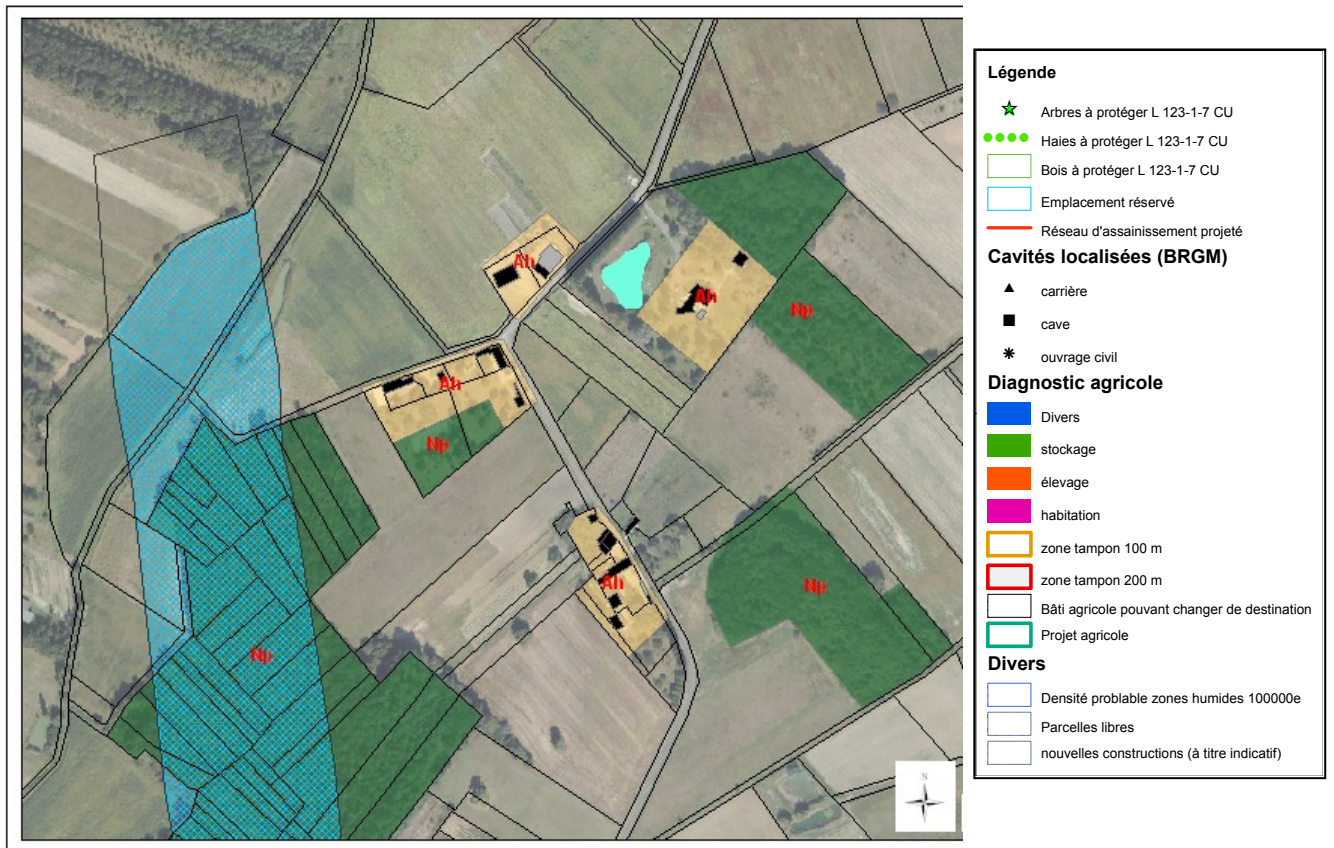 Ah
Ah
Np
Ah
Np
Ah
Np
Np
N
Légende
Arbres à protéger L 123-1-7 CU
Haies à protéger L 123-1-7 CU
Bois à protéger L 123-1-7 CU
Emplacement réservé
Réseau d'assainissement projeté
Cavités localisées (BRGM)
carrière
cave
ouvrage civil
Diagnostic agricole
Divers
stockage
élevage
habitation
zone tampon 100 m
zone tampon 200 m
Bâti agricole pouvant changer de destination
Projet agricole
Divers
Densité problable zones humides 100000e
Parcelles libres
nouvelles constructions (à titre indicatif)